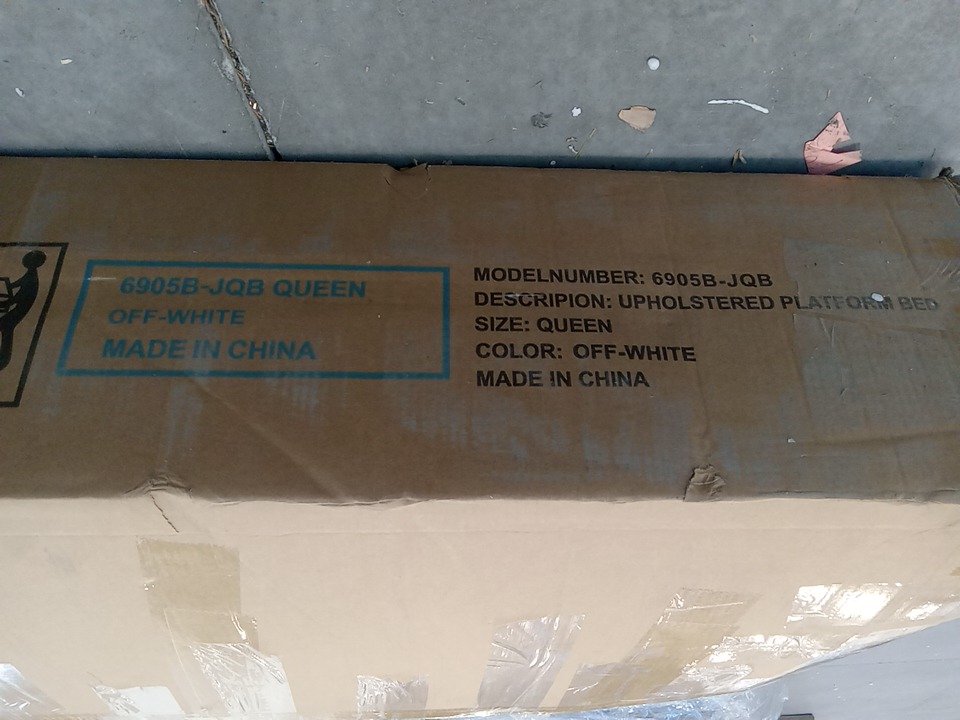 6905B-JQB QUEEN
OFF-WHITE
MADE IN CHINA
MODELNUMBER: 6905B-JQB
DESCRIPION: UPHOLSTERED PLATFORM BED
SIZE: QUEEN
COLOR: OFF-WHITE
MADE IN CHINA